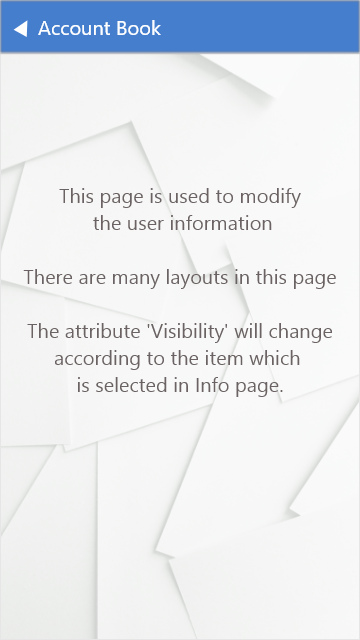 Account Book
This page is used to modify
the user information
There are many layouts in this page
The attribute 'Visibility' will change
according to the item which
is selected in Info page.